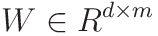 W ∈ R^{d×m}